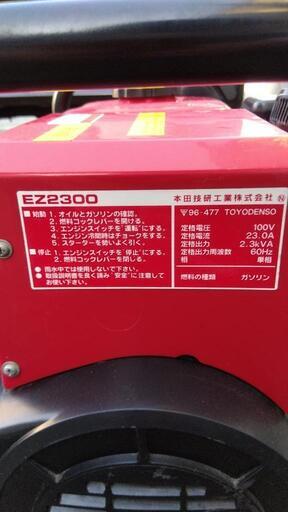 EZ2300
■始動 1. オイルとガソリンの確認。
2. 燃料コックレバーを開ける。
3. エンジンスイッチを"運転"にする。
4. エンジン冷間時はチョークをする。
5. スターターを勢いよく引く。
■停止 1. エンジンスイッチを"停止"にする。
2. 燃料コックレバーを閉じる。
● 雨水中では使用しないで下さい。
● 取扱説明書を良く読み"安全"に注意して
お使い下さい。
本田技研工業株式会社
96-477 TOYODENSO
定格電圧 100V
定格電流 23.0A
定格出力 2.3kVA
定格出力周波数 60Hz
相 単相
燃料の種類 ガソリン